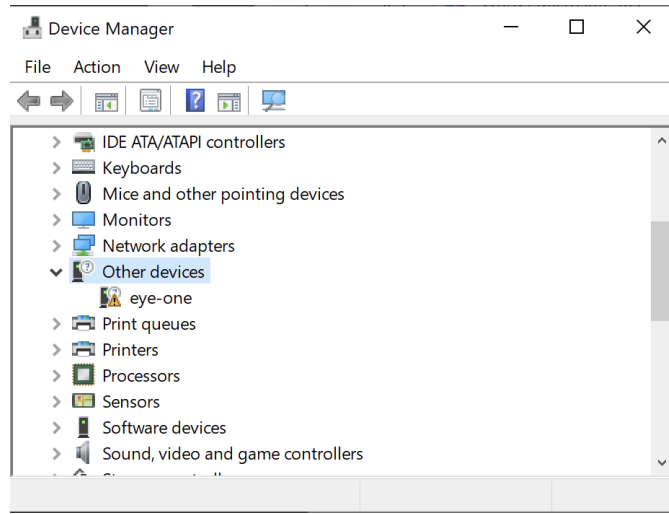 Device Manager
File Action View Help
IDE ATA/ATAPI controllers
Keyboards
Mice and other pointing devices
Monitors
Network adapters
Other devices
eye-one
Print queues
Printers
Processors
Sensors
Software devices
Sound, video and game controllers